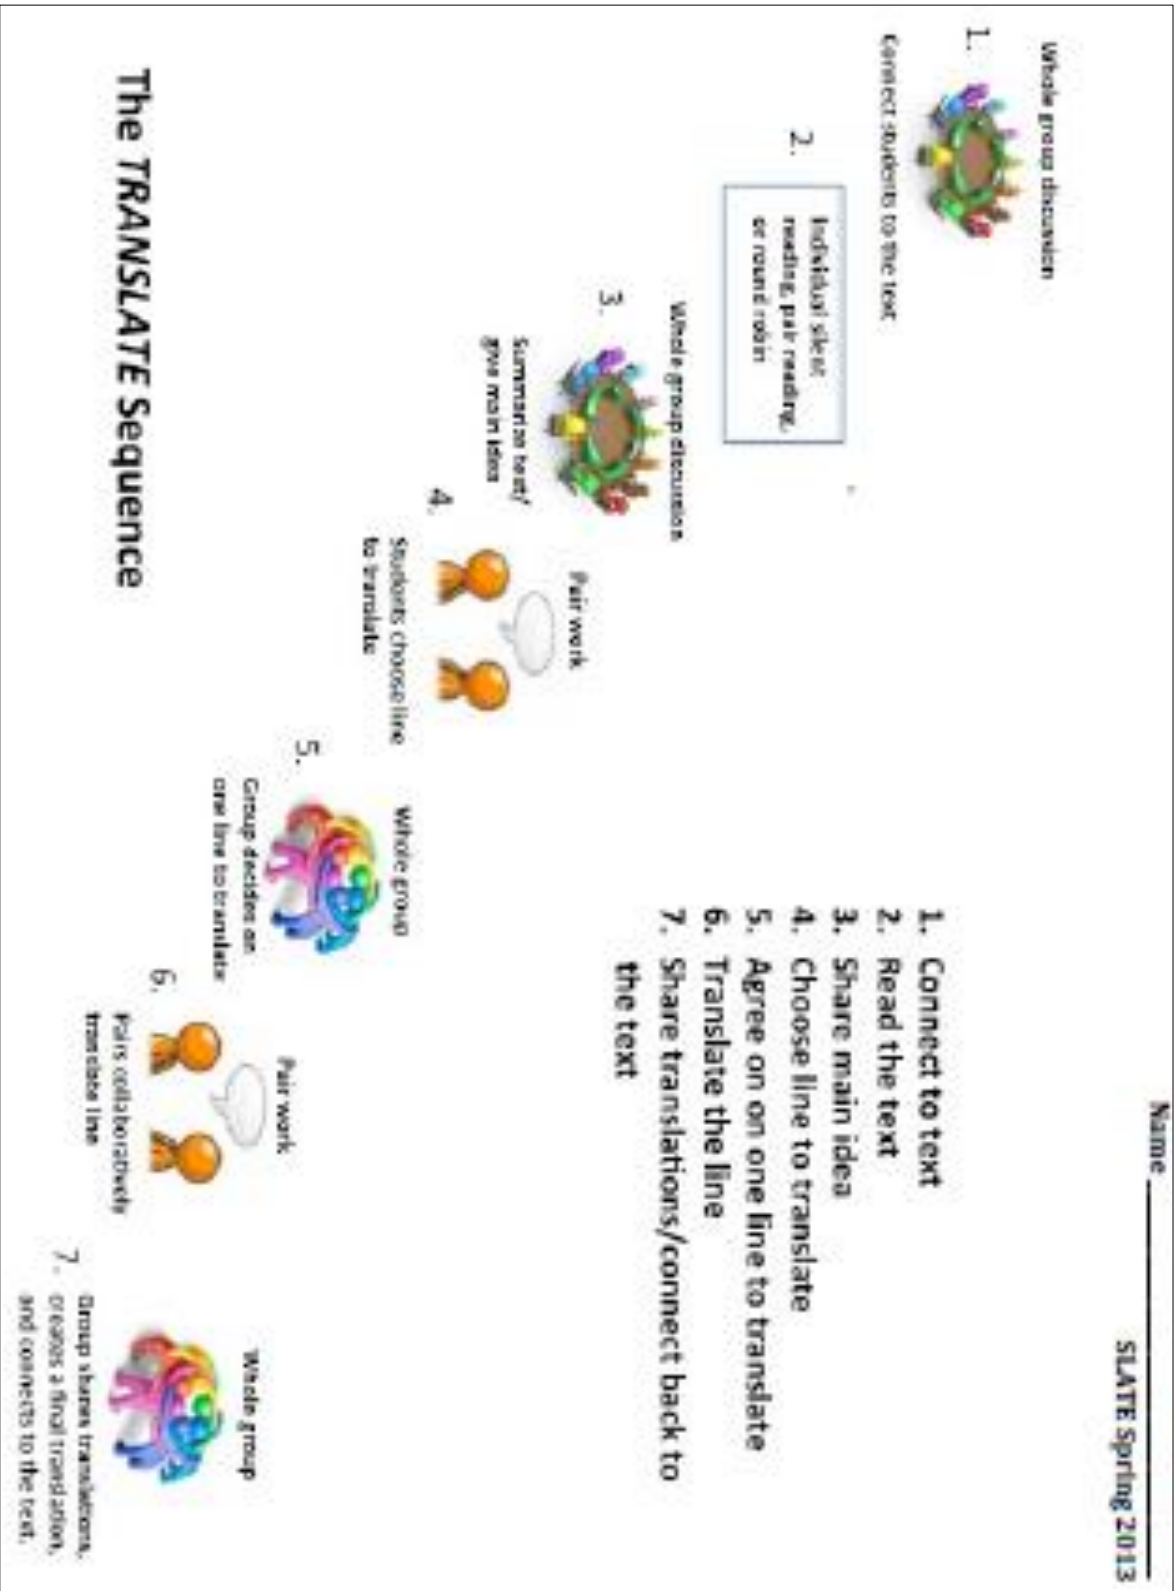 Name
SLATE Spring 2013
Whole group discussion
1.
Connect students to the text
2.
Individual silent
reading, pair reading,
or round robin
Whole group discussion
3.
Summarize text/
give main idea
Pair work
4.
Students choose line
to translate
Whole group
5.
Group decides on
one line to translate
Pair work
6.
Pairs collaboratively
translate line
Whole group
7.
Group shares translations,
creates a final translation,
and connects to the text.
1. Connect to text
2. Read the text
3. Share main idea
4. Choose line to translate
5. Agree on on one line to translate
6. Translate the line
7. Share translations/connect back to
the text
The TRANSLATE Sequence